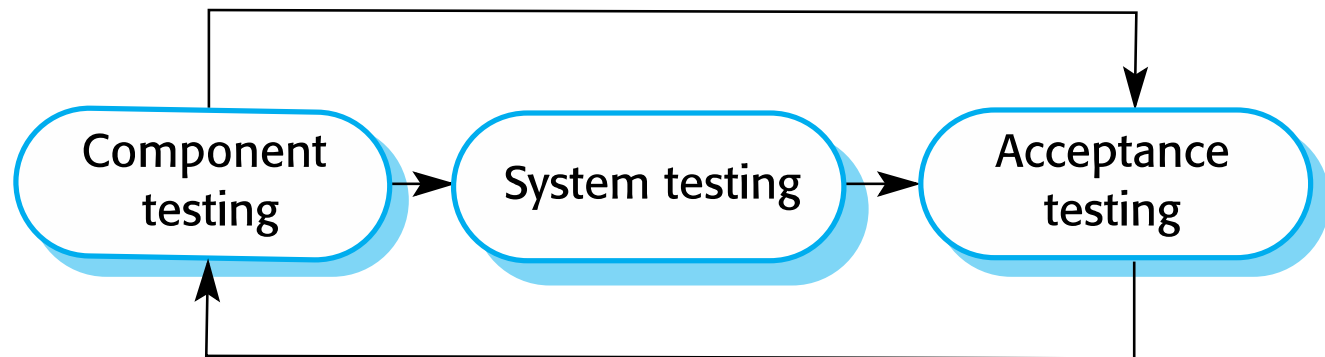 Component
testing
System testing
Acceptance
testing